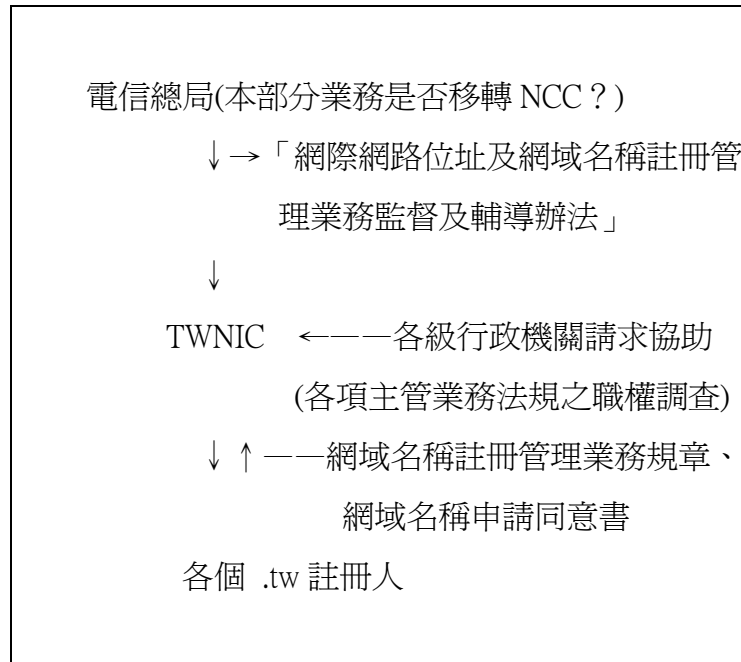 電信總局(本部分業務是否移轉 NCC？)
↓→「網際網路位址及網域名稱註冊管
理業務監督及輔導辦法」
↓
TWNIC ←——各級行政機關請求協助
(各項主管業務法規之職權調查)
↓ ↑——網域名稱註冊管理業務規章、
網域名稱申請同意書
各個 .tw 註冊人